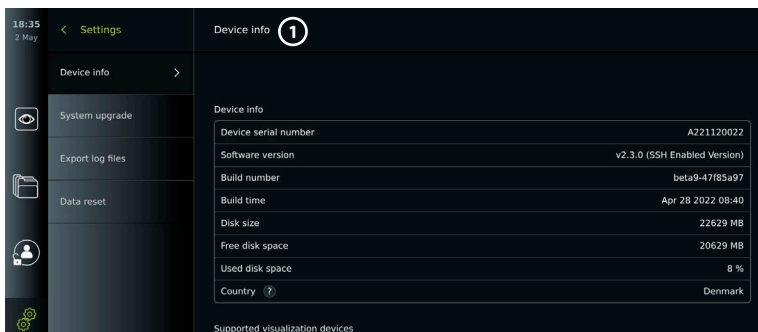 18:35
2 May
Settings
Device info
1
Device info
System upgrade
Export log files
Data reset
Device info
Device serial number A221120022
Software version v2.3.0 (SSH Enabled Version)
Build number beta9-47f85a97
Build time Apr 28 2022 08:40
Disk size 22629 MB
Free disk space 20629 MB
Used disk space 8 %
Country ? Denmark
Supported visualization devices